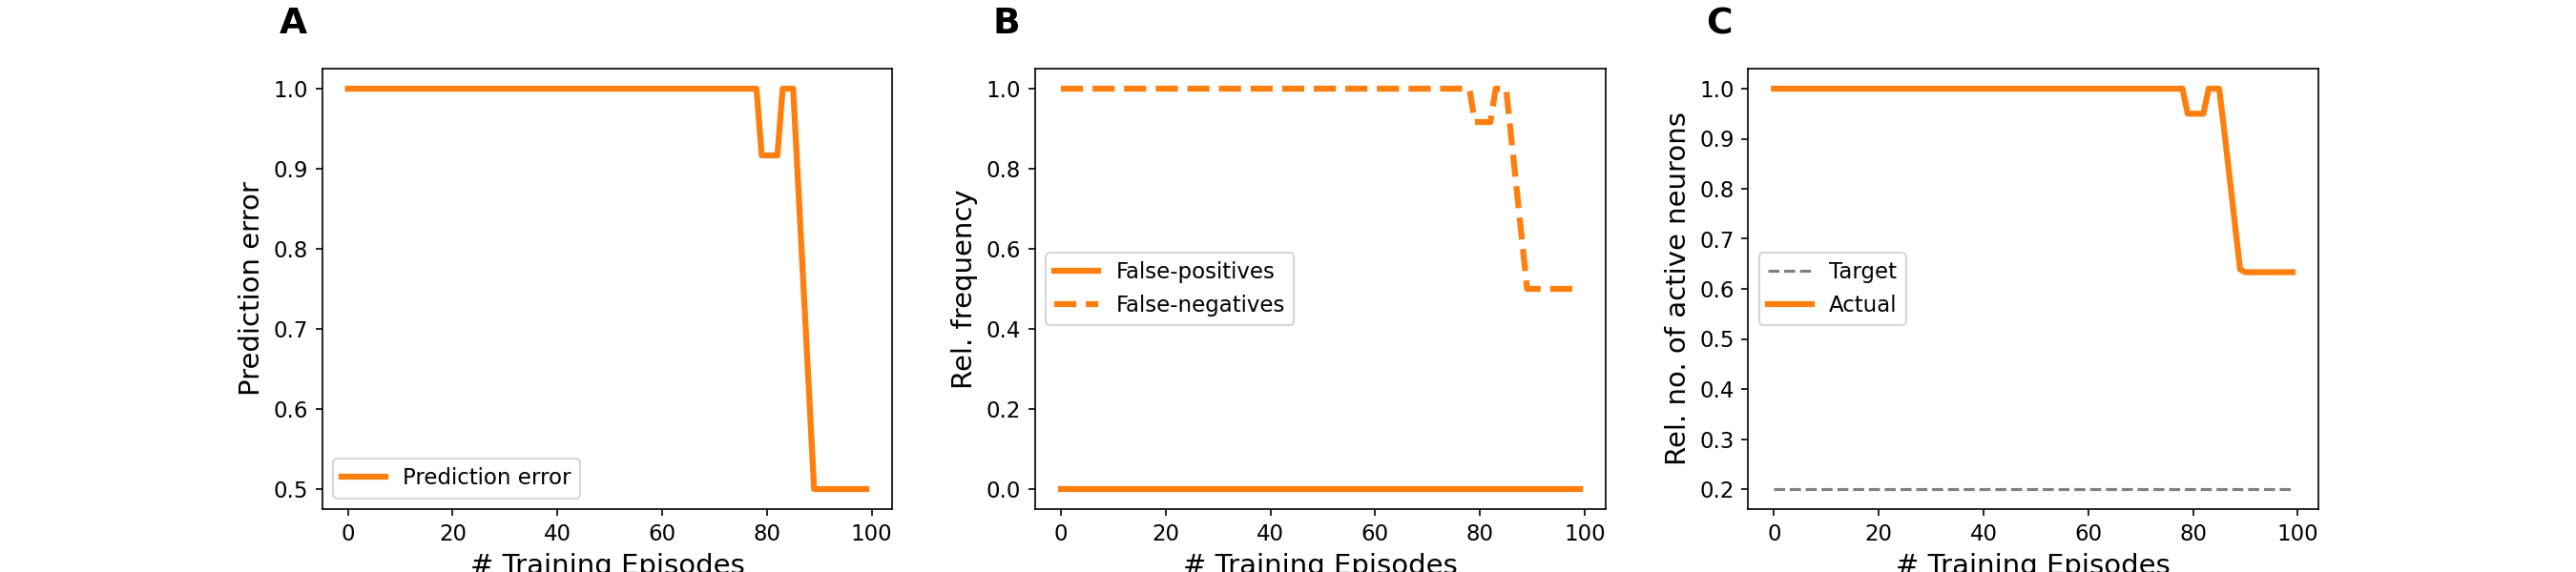 A
1.0
0.9
0.8
0.7
0.6
0.5
Prediction error
Prediction error
0 20 40 60 80 100
# Training Episodes
B
1.0
0.8
0.6
0.4
0.2
0.0
Rel. frequency
False-positives
False-negatives
0 20 40 60 80 100
# Training Episodes
C
1.0
0.9
0.8
0.7
0.6
0.5
0.4
0.3
0.2
Rel. no. of active neurons
Target
Actual
0 20 40 60 80 100
# Training Episodes